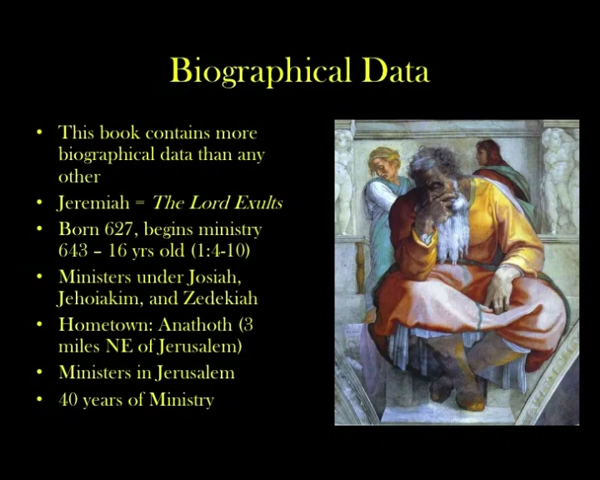 Biographical Data
• This book contains more
biographical data than any
other
• Jeremiah = The Lord Exults
• Born 627, begins ministry
643 – 16 yrs old (1:4-10)
• Ministers under Josiah,
Jehoiakim, and Zedekiah
• Hometown: Anathoth (3
miles NE of Jerusalem)
• Ministers in Jerusalem
• 40 years of Ministry